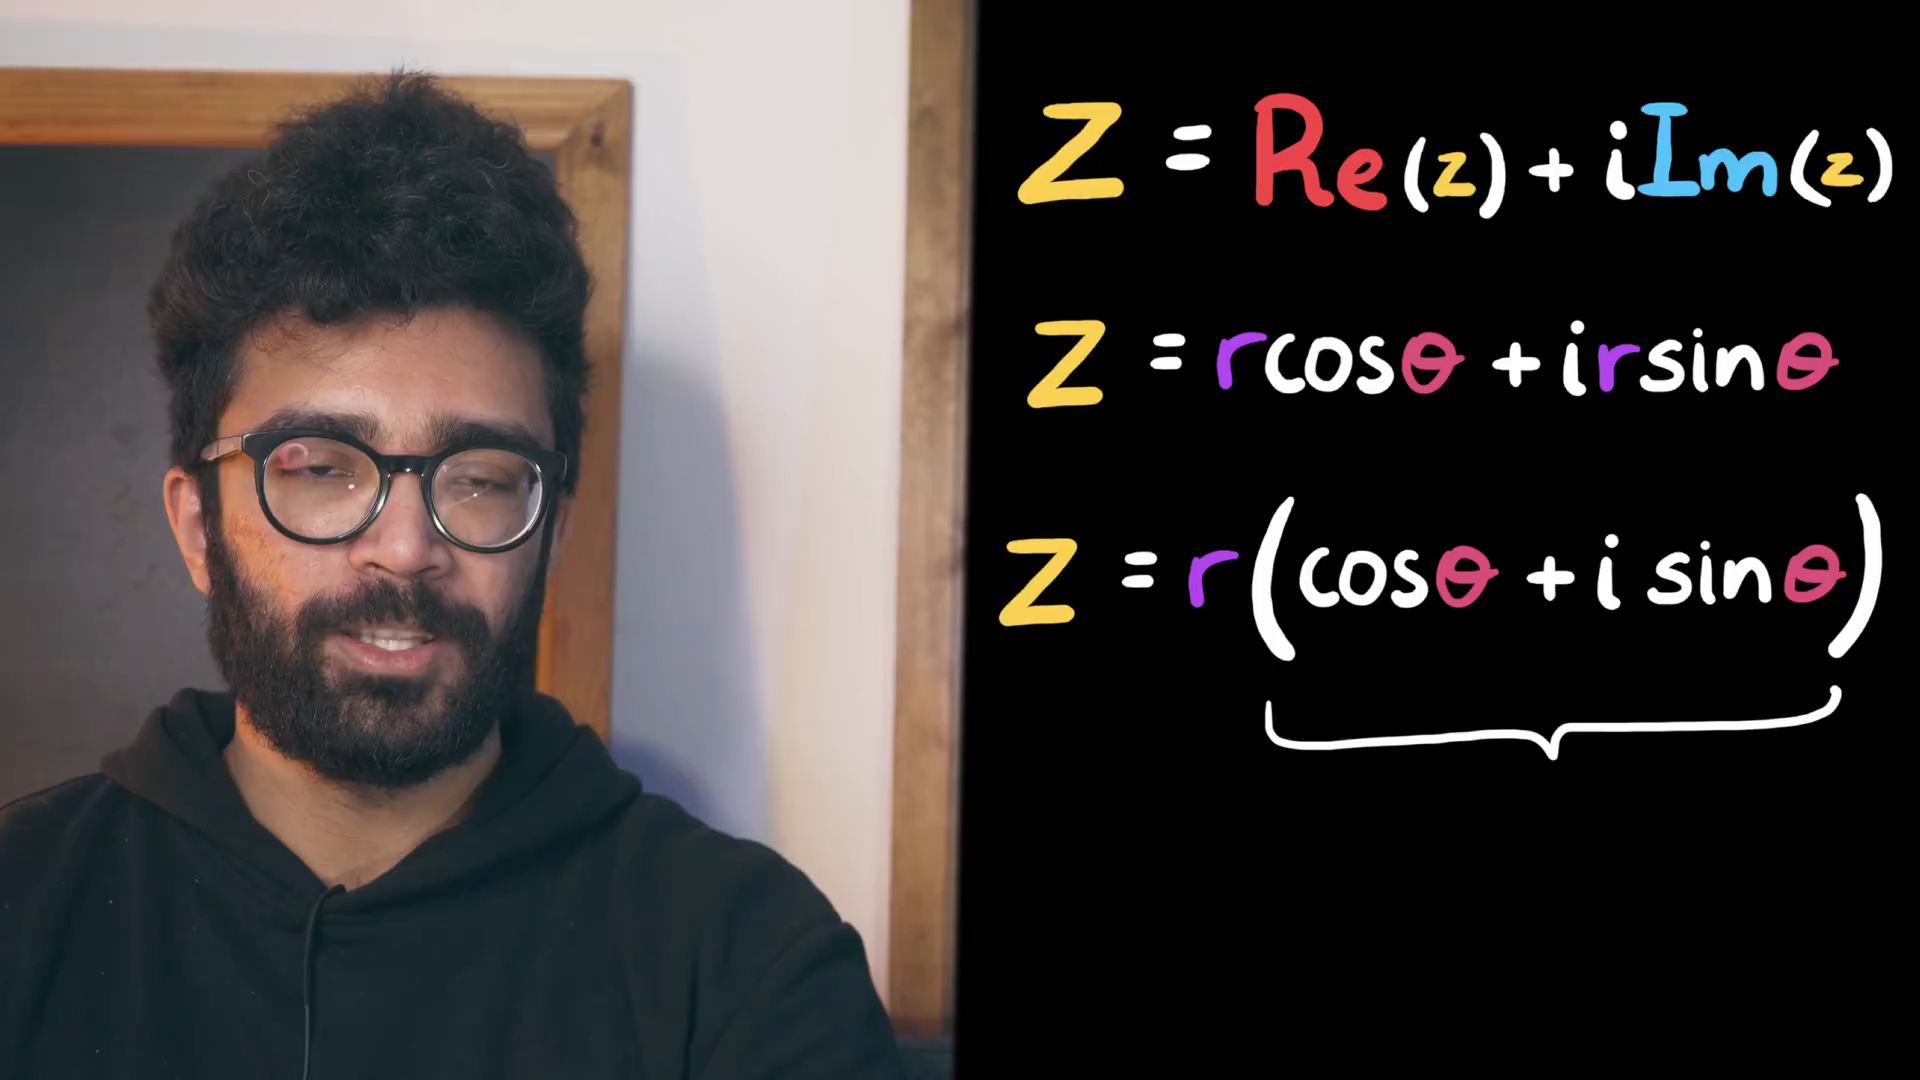 Z = Re(z) + iIm(z)
Z = rcosθ + irsinθ
Z = r(cosθ + i sinθ)